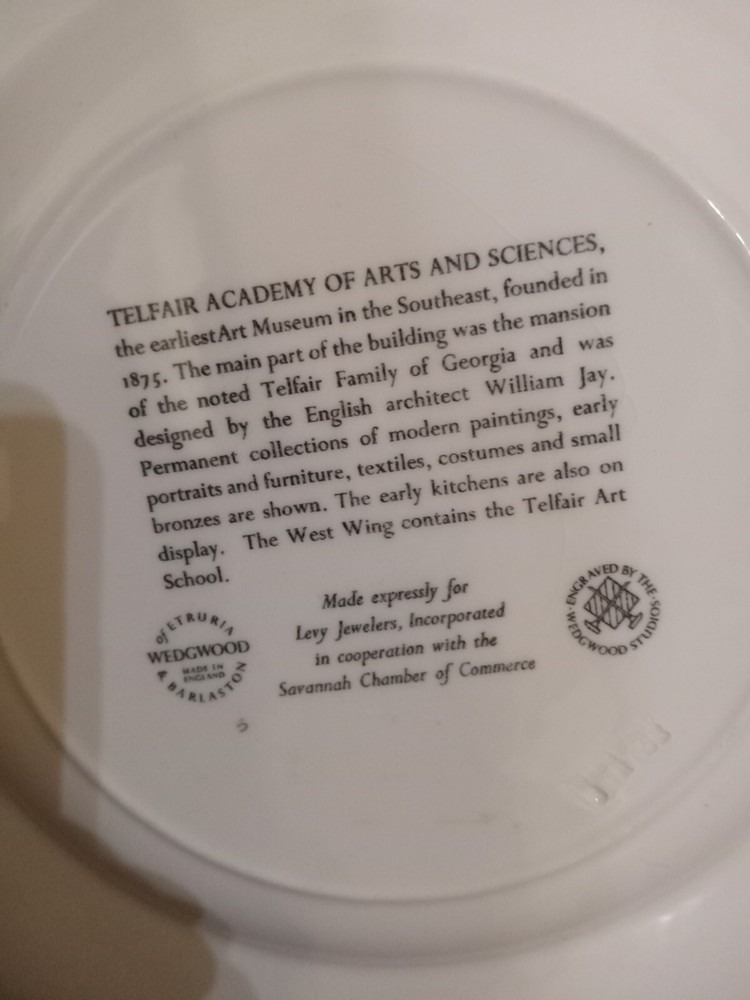 TELFAIR ACADEMY OF ARTS AND SCIENCES,
the earliest Art Museum in the Southeast, founded in
1875. The main part of the building was the mansion
of the noted Telfair Family of Georgia and was
designed by the English architect William Jay.
Permanent collections of modern paintings, early
portraits and furniture, textiles, costumes and small
bronzes are shown. The early kitchens are also on
display. The West Wing contains the Telfair Art
School.
Made expressly for
Levy Jewelers, Incorporated
in cooperation with the
Savannah Chamber of Commerce
of ETRURIA
WEDGWOOD
MADE IN
ENGLAND
& BARLASTON
ENGRAVED BY THE
WEDGWOOD STUDIOS
5